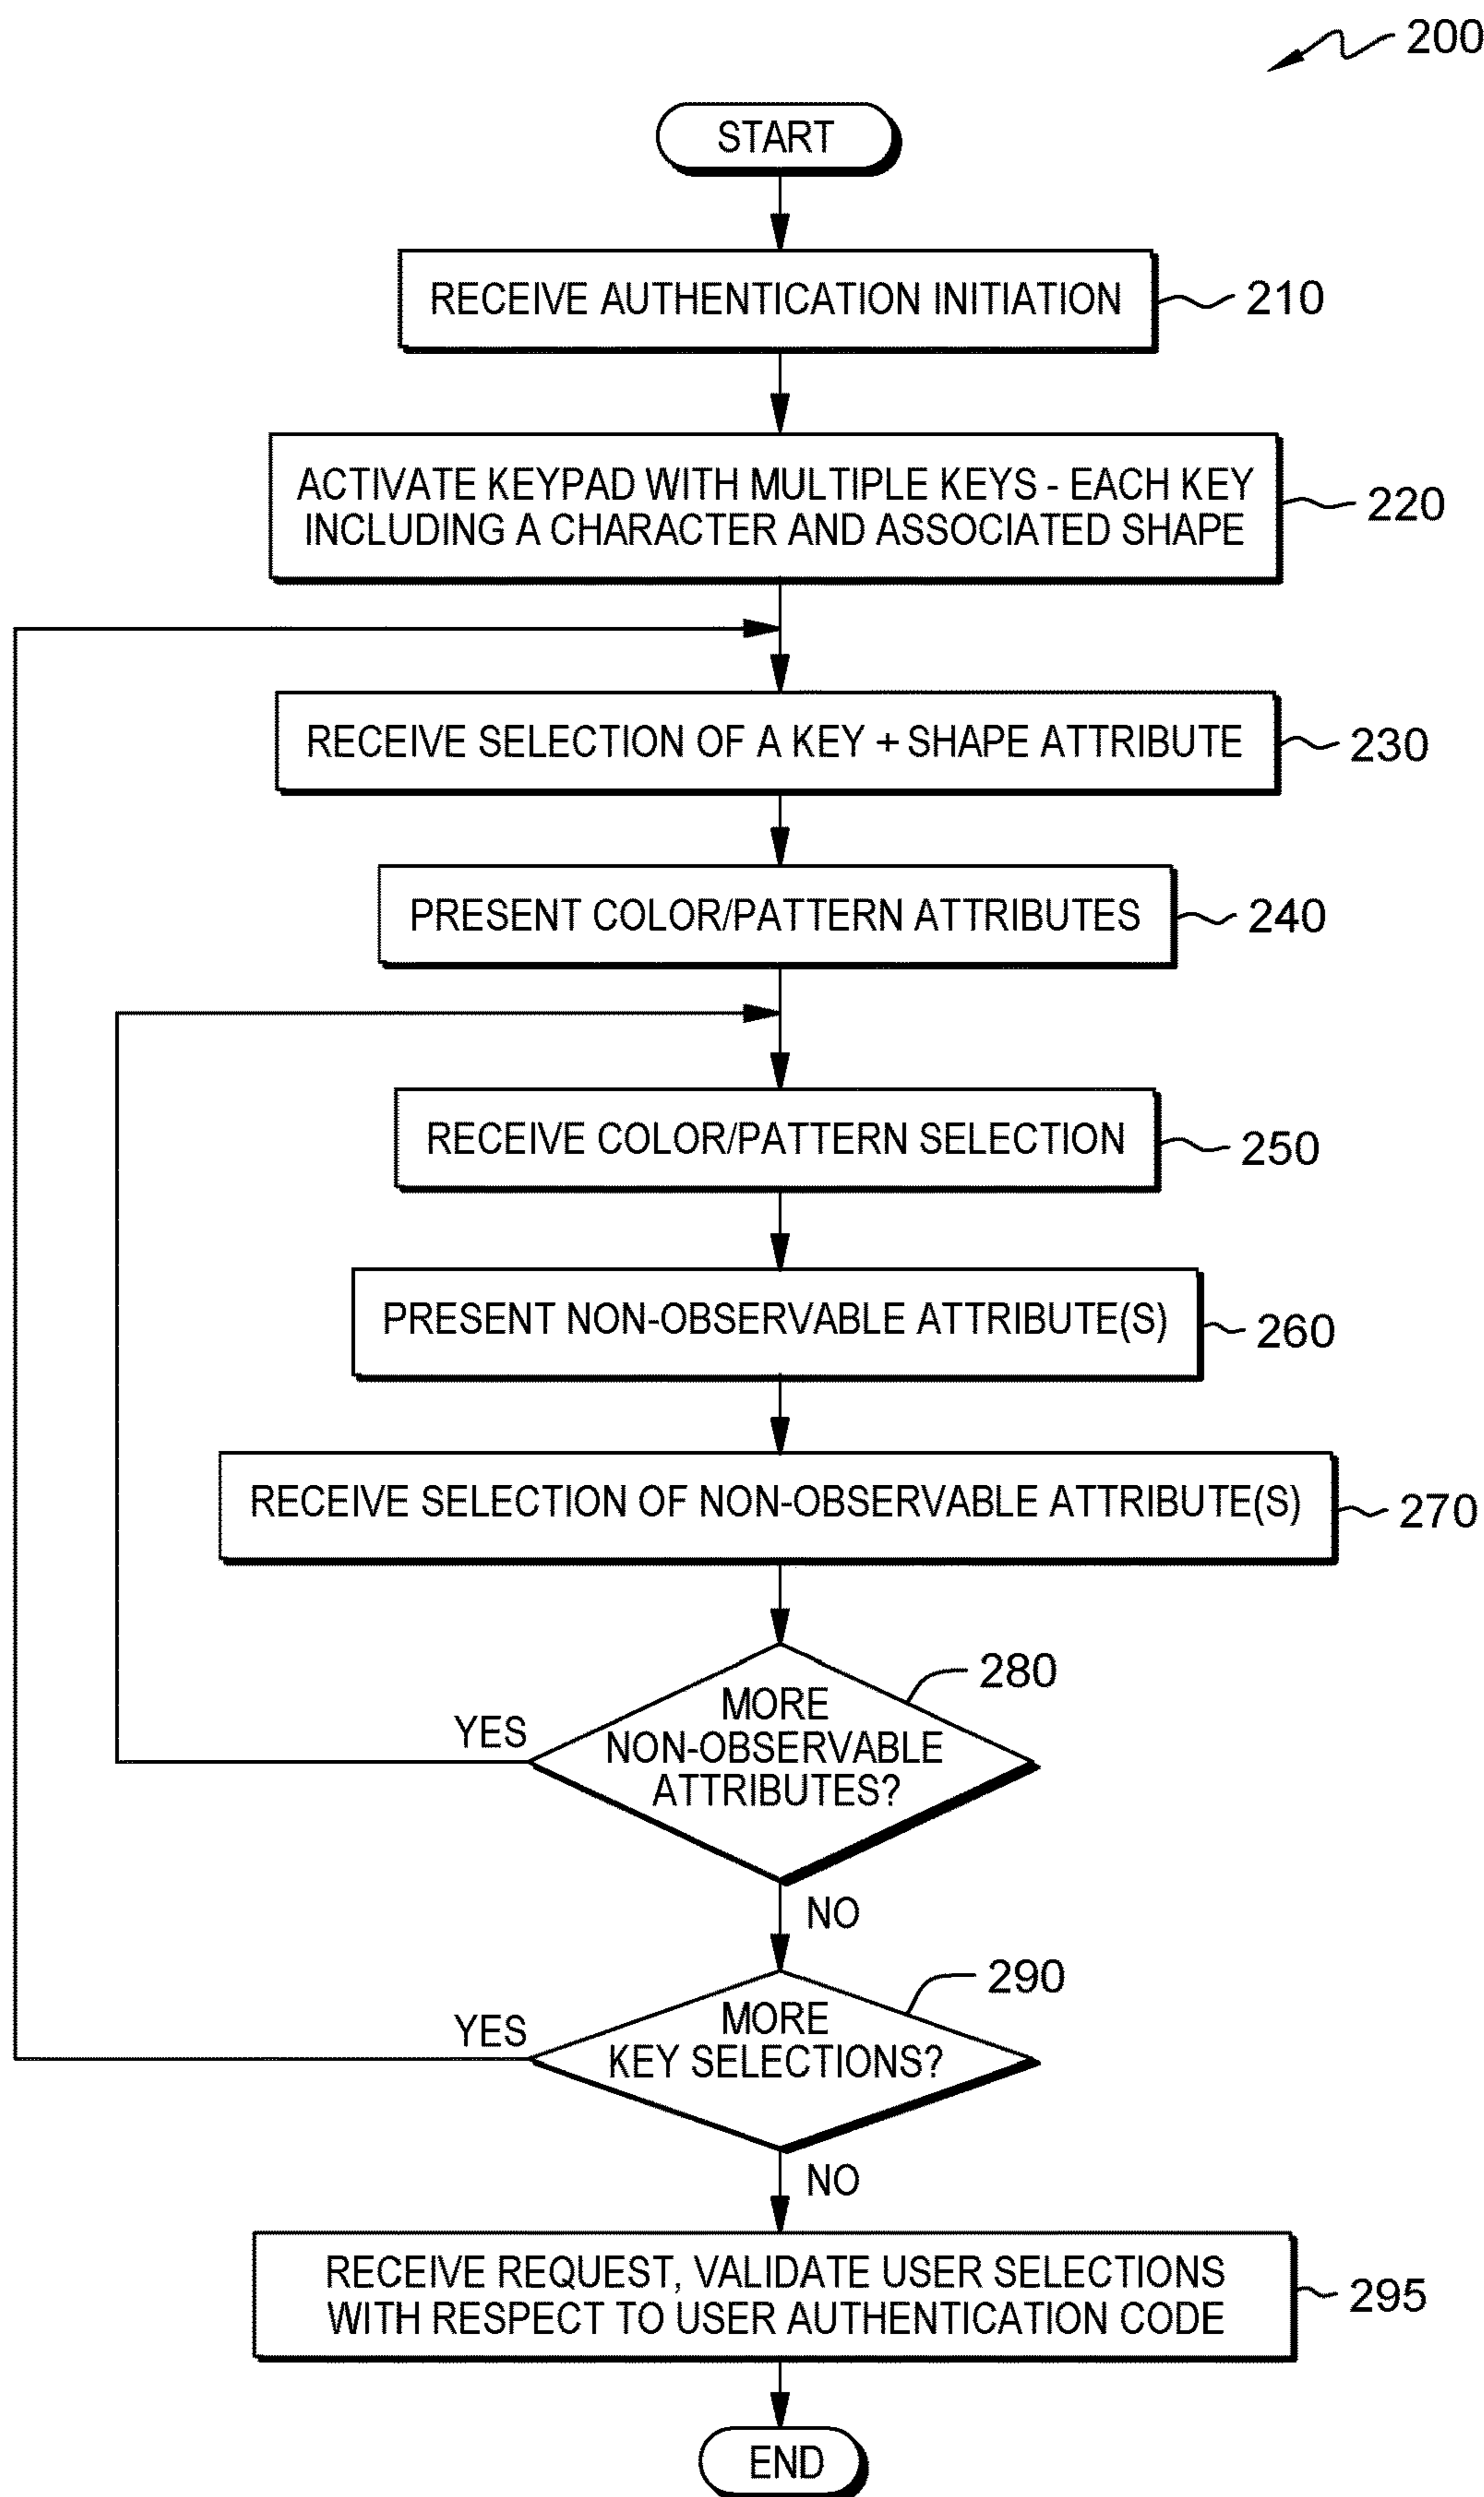 200
START
RECEIVE AUTHENTICATION INITIATION
210
ACTIVATE KEYPAD WITH MULTIPLE KEYS - EACH KEY
INCLUDING A CHARACTER AND ASSOCIATED SHAPE
220
RECEIVE SELECTION OF A KEY + SHAPE ATTRIBUTE
230
PRESENT COLOR/PATTERN ATTRIBUTES
240
RECEIVE COLOR/PATTERN SELECTION
250
PRESENT NON-OBSERVABLE ATTRIBUTE(S)
260
RECEIVE SELECTION OF NON-OBSERVABLE ATTRIBUTE(S)
270
280
MORE
NON-OBSERVABLE
ATTRIBUTES?
YES
NO
290
MORE
KEY SELECTIONS?
YES
NO
RECEIVE REQUEST, VALIDATE USER SELECTIONS
WITH RESPECT TO USER AUTHENTICATION CODE
295
END